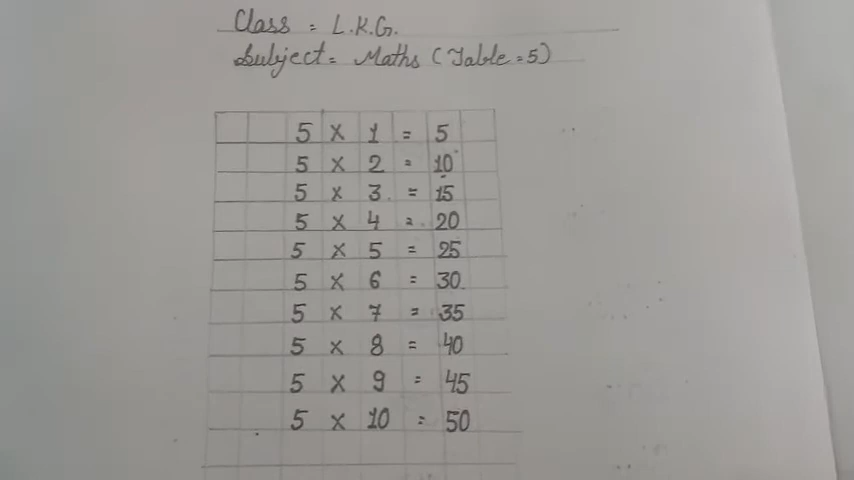 Class = L.K.G.
Subject = Maths (Table = 5)
5 × 1 = 5
5 × 2 = 10
5 × 3 = 15
5 × 4 = 20
5 × 5 = 25
5 × 6 = 30
5 × 7 = 35
5 × 8 = 40
5 × 9 = 45
5 × 10 = 50